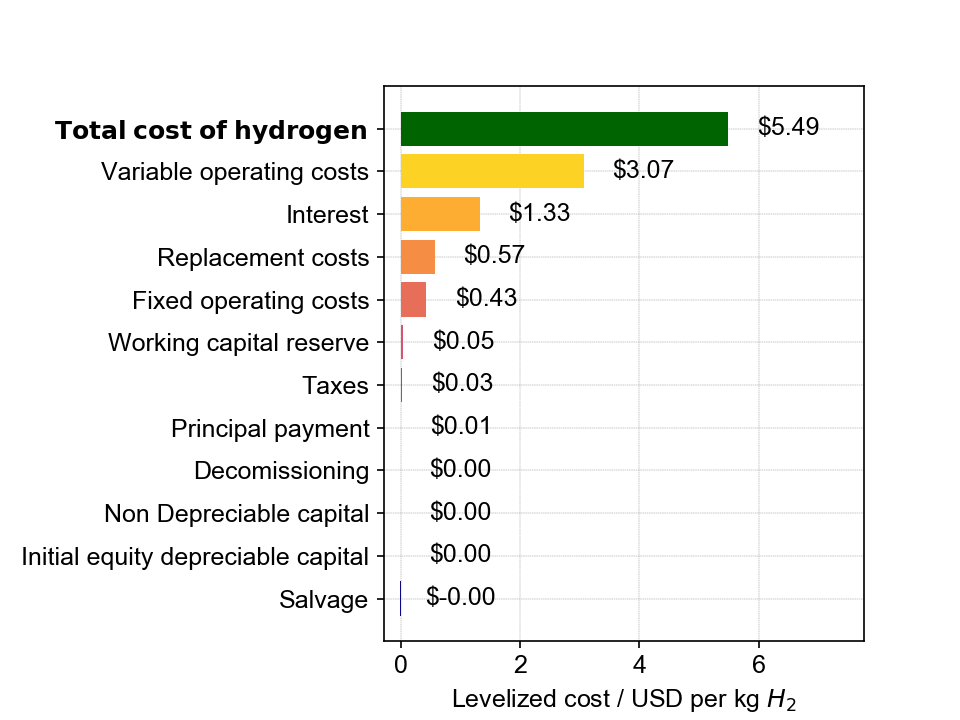 Total cost of hydrogen $5.49
Variable operating costs $3.07
Interest $1.33
Replacement costs $0.57
Fixed operating costs $0.43
Working capital reserve $0.05
Taxes $0.03
Principal payment $0.01
Decomissioning $0.00
Non Depreciable capital $0.00
Initial equity depreciable capital $0.00
Salvage $-0.00
0 2 4 6
Levelized cost / USD per kg H₂